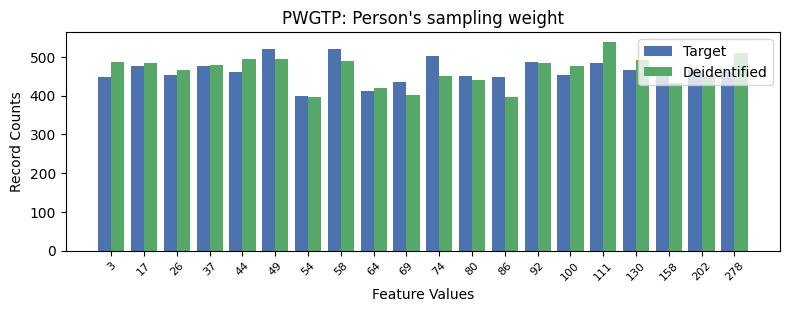 PWGTP: Person's sampling weight
Target
Deidentified
Record Counts
500
400
300
200
100
0
3 17 26 37 44 49 54 58 64 69 74 80 86 92 100 111 130 158 202 278
Feature Values